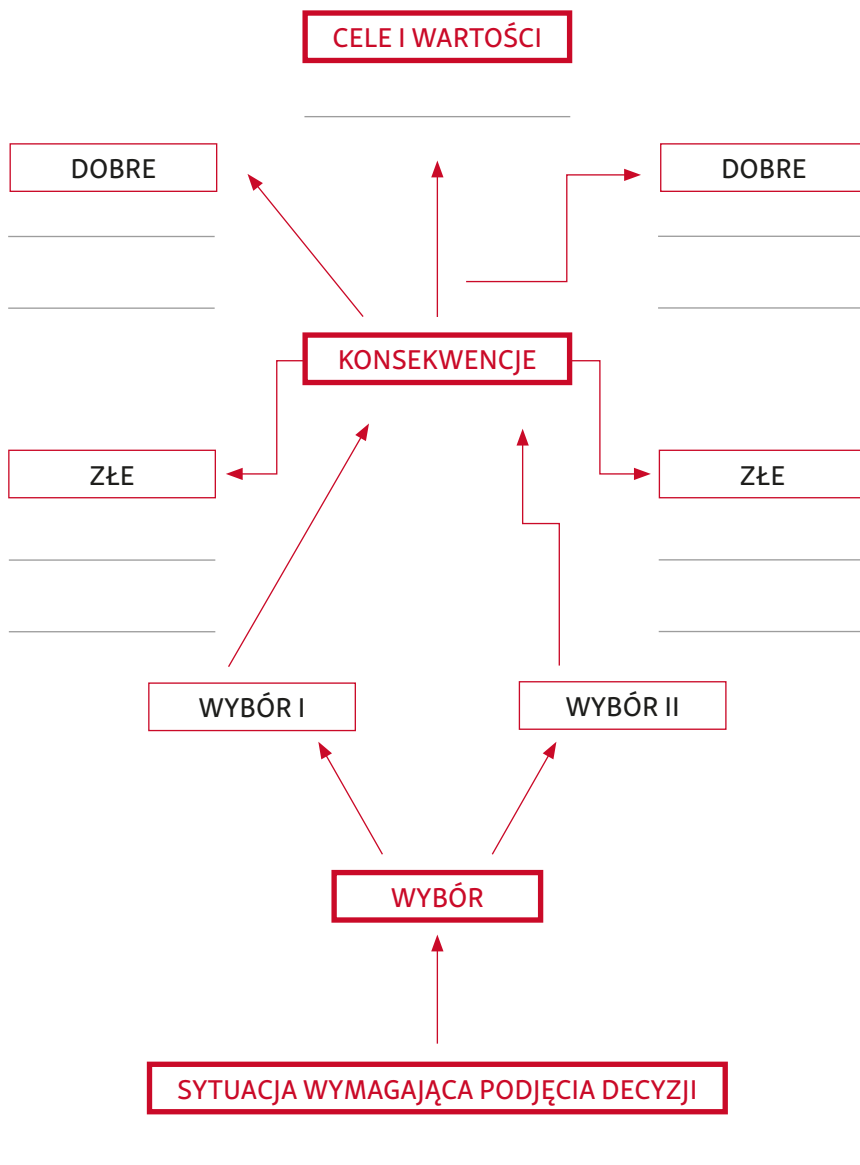 CELE I WARTOŚCI
DOBRE
DOBRE
KONSEKWENCJE
ZŁE
ZŁE
WYBÓR I
WYBÓR II
WYBÓR
SYTUACJA WYMAGAJĄCA PODJĘCIA DECYZJI